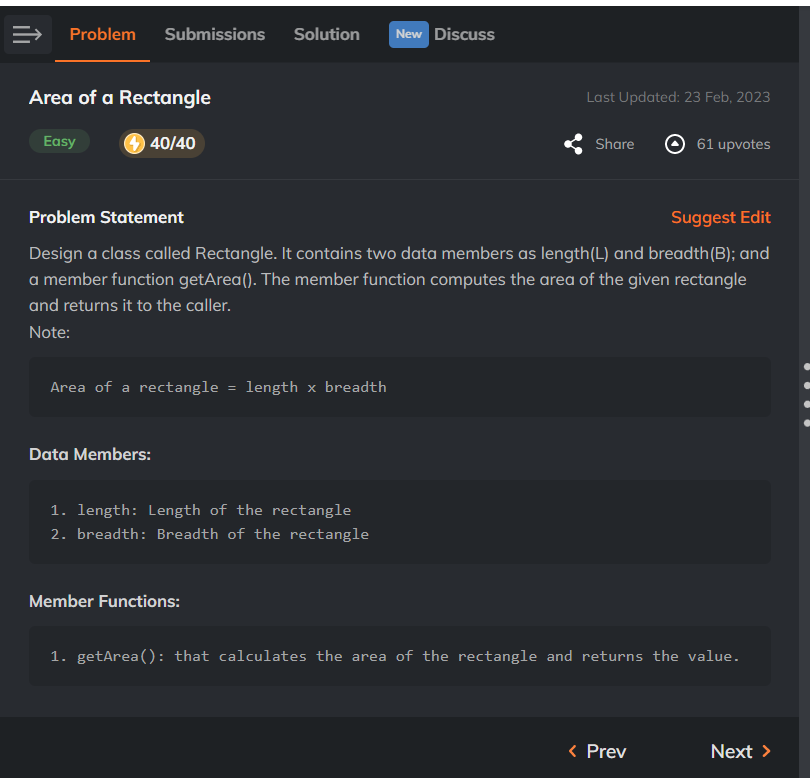 Problem Submissions Solution New Discuss
Area of a Rectangle Last Updated: 23 Feb, 2023
Easy 40/40 Share 61 upvotes
Problem Statement Suggest Edit
Design a class called Rectangle. It contains two data members as length(L) and breadth(B); and
a member function getArea(). The member function computes the area of the given rectangle
and returns it to the caller.
Note:
Area of a rectangle = length x breadth
Data Members:
1. length: Length of the rectangle
2. breadth: Breadth of the rectangle
Member Functions:
1. getArea(): that calculates the area of the rectangle and returns the value.
Prev Next